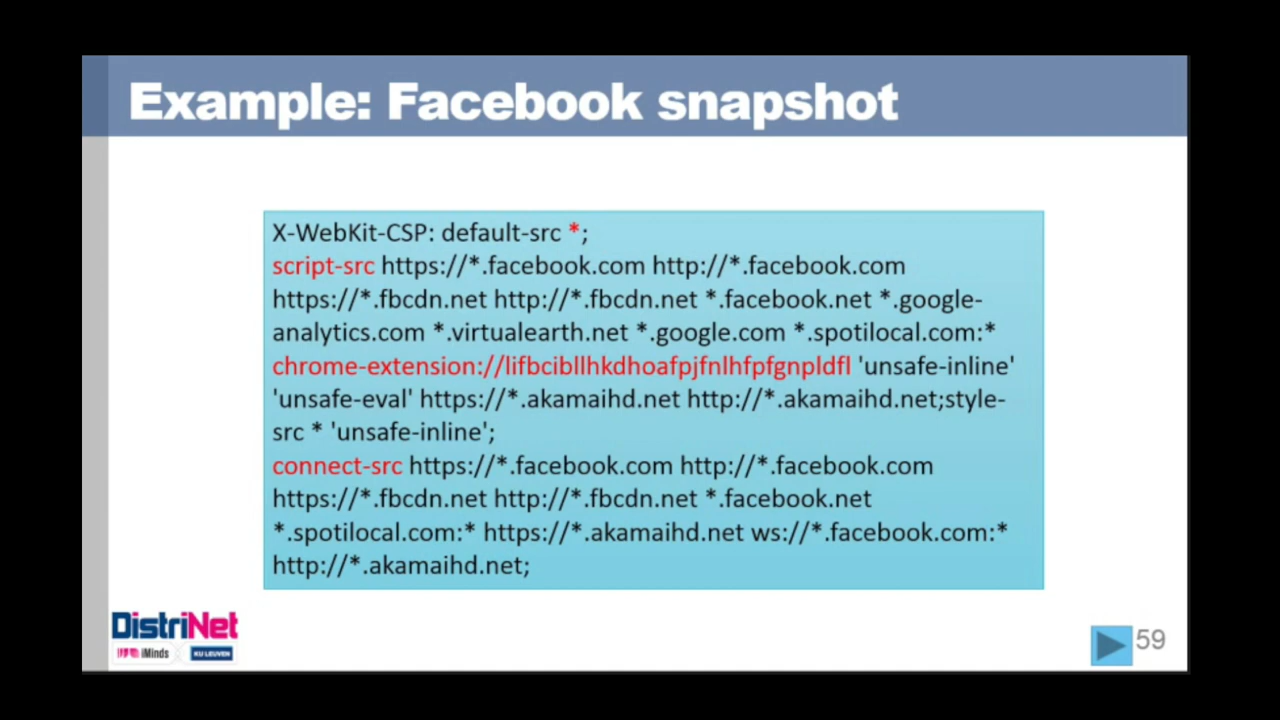 Example: Facebook snapshot
X-WebKit-CSP: default-src *;
script-src https://*.facebook.com http://*.facebook.com
https://*.fbcdn.net http://*.fbcdn.net *.facebook.net *.google-
analytics.com *.virtualearth.net *.google.com *.spotilocal.com:*
chrome-extension://lifbcibllhkdhoafpjfnlhfpfgnpldfl 'unsafe-inline'
'unsafe-eval' https://*.akamaihd.net http://*.akamaihd.net;style-
src * 'unsafe-inline';
connect-src https://*.facebook.com http://*.facebook.com
https://*.fbcdn.net http://*.fbcdn.net *.facebook.net
*.spotilocal.com:* https://*.akamaihd.net ws://*.facebook.com:*
http://*.akamaihd.net;
DistriNet
iMinds KU LEUVEN
59